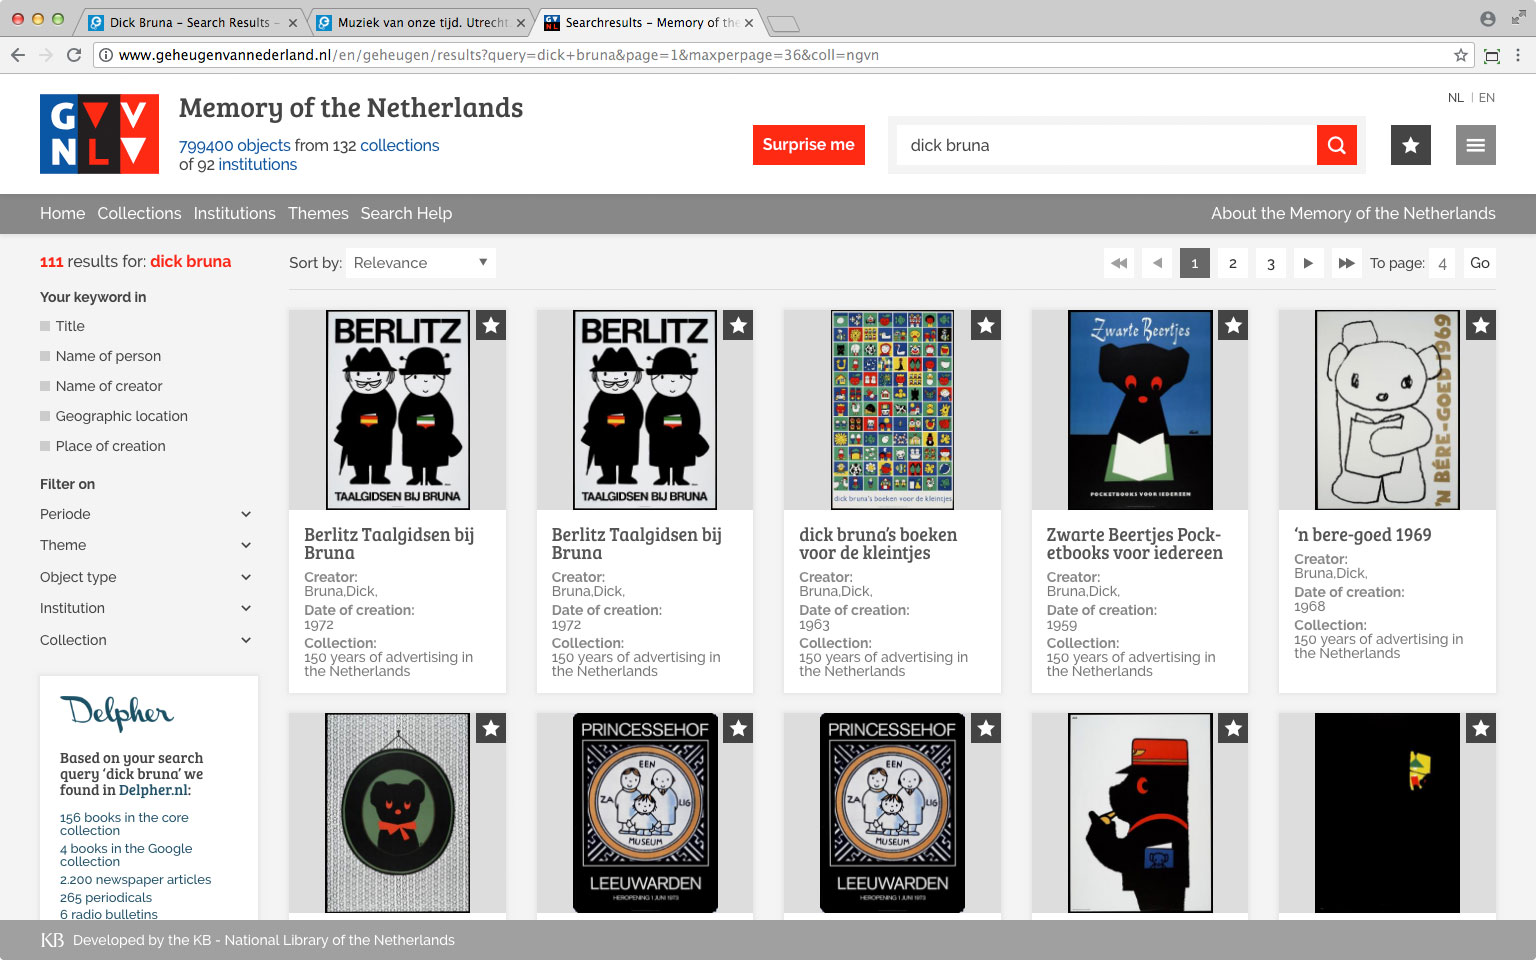 Dick Bruna – Search Results –
Muziek van onze tijd. Utrecht
Searchresults – Memory of the
www.geheugenvannederland.nl/en/geheugen/results?query=dick+bruna&page=1&maxperpage=36&coll=ngvn
Memory of the Netherlands
799400 objects from 132 collections
of 92 institutions
NL | EN
Surprise me
dick bruna
Home Collections Institutions Themes Search Help
About the Memory of the Netherlands
111 results for: dick bruna
Sort by: Relevance
1 2 3 To page: 4 Go
Your keyword in
Title
Name of person
Name of creator
Geographic location
Place of creation
Filter on
Periode
Theme
Object type
Institution
Collection
Delpher
Based on your search
query ‘dick bruna’ we
found in Delpher.nl:
156 books in the core
collection
4 books in the Google
collection
2.200 newspaper articles
265 periodicals
6 radio bulletins
BERLITZ
TAALGIDSEN BIJ BRUNA
Berlitz Taalgidsen bij
Bruna
Creator:
Bruna,Dick,
Date of creation:
1972
Collection:
150 years of advertising in
the Netherlands
BERLITZ
TAALGIDSEN BIJ BRUNA
Berlitz Taalgidsen bij
Bruna
Creator:
Bruna,Dick,
Date of creation:
1972
Collection:
150 years of advertising in
the Netherlands
dick bruna's boeken voor de kleintjes
dick bruna’s boeken
voor de kleintjes
Creator:
Bruna,Dick,
Date of creation:
1963
Collection:
150 years of advertising in
the Netherlands
Zwarte Beertjes
POCKETBOOKS VOOR IEDEREEN
Zwarte Beertjes Pock-
etbooks voor iedereen
Creator:
Bruna,Dick,
Date of creation:
1959
Collection:
150 years of advertising in
the Netherlands
'N BÉRE-GOED 1969
‘n bere-goed 1969
Creator:
Bruna,Dick,
Date of creation:
1968
Collection:
150 years of advertising in
the Netherlands
PRINCESSEHOF
EEN
ZA LIG
MUSEUM
LEEUWARDEN
HEROPENING 1 JUNI 1973
PRINCESSEHOF
EEN
ZA LIG
MUSEUM
LEEUWARDEN
HEROPENING 1 JUNI 1973
KB Developed by the KB - National Library of the Netherlands